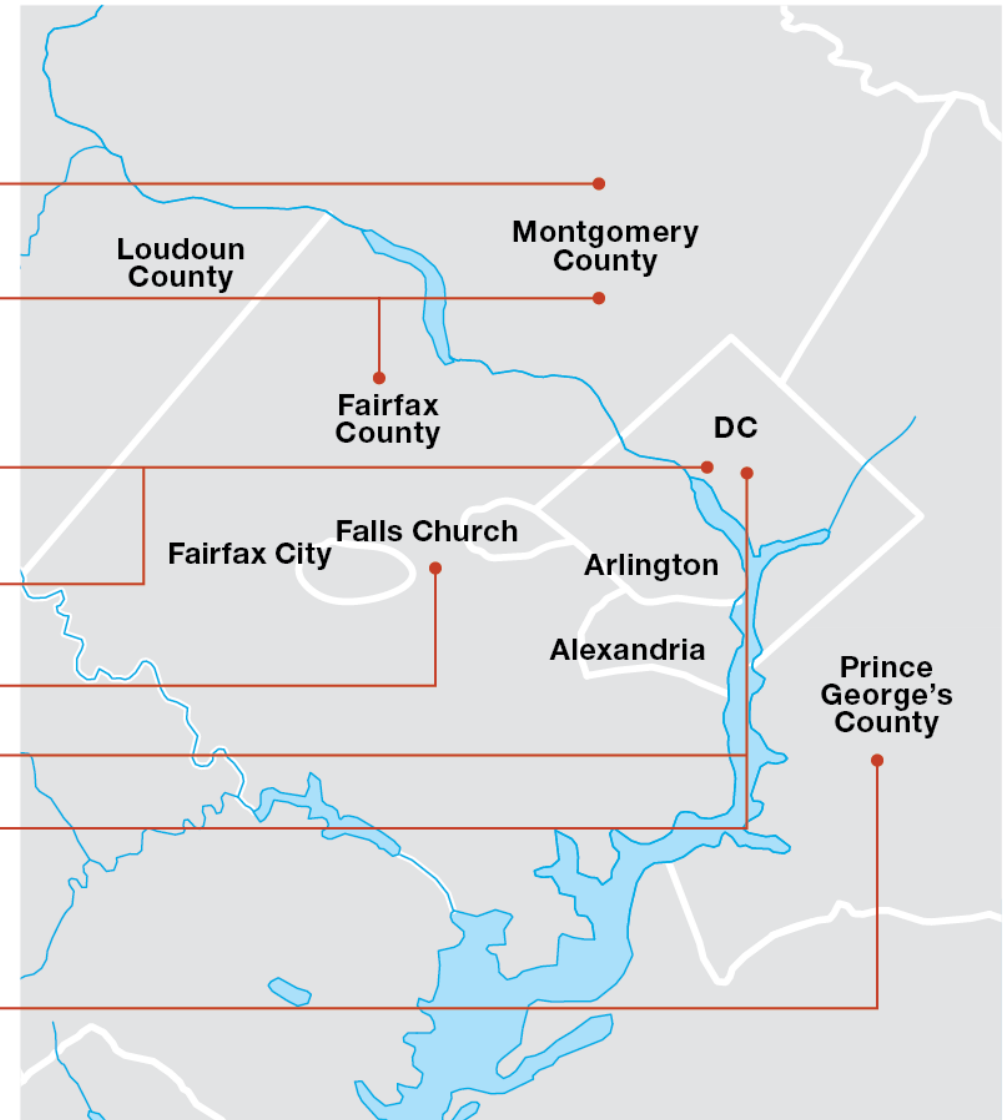 Montgomery
County
Loudoun
County
Fairfax
County
DC
Falls Church
Fairfax City
Arlington
Alexandria
Prince
George’s
County